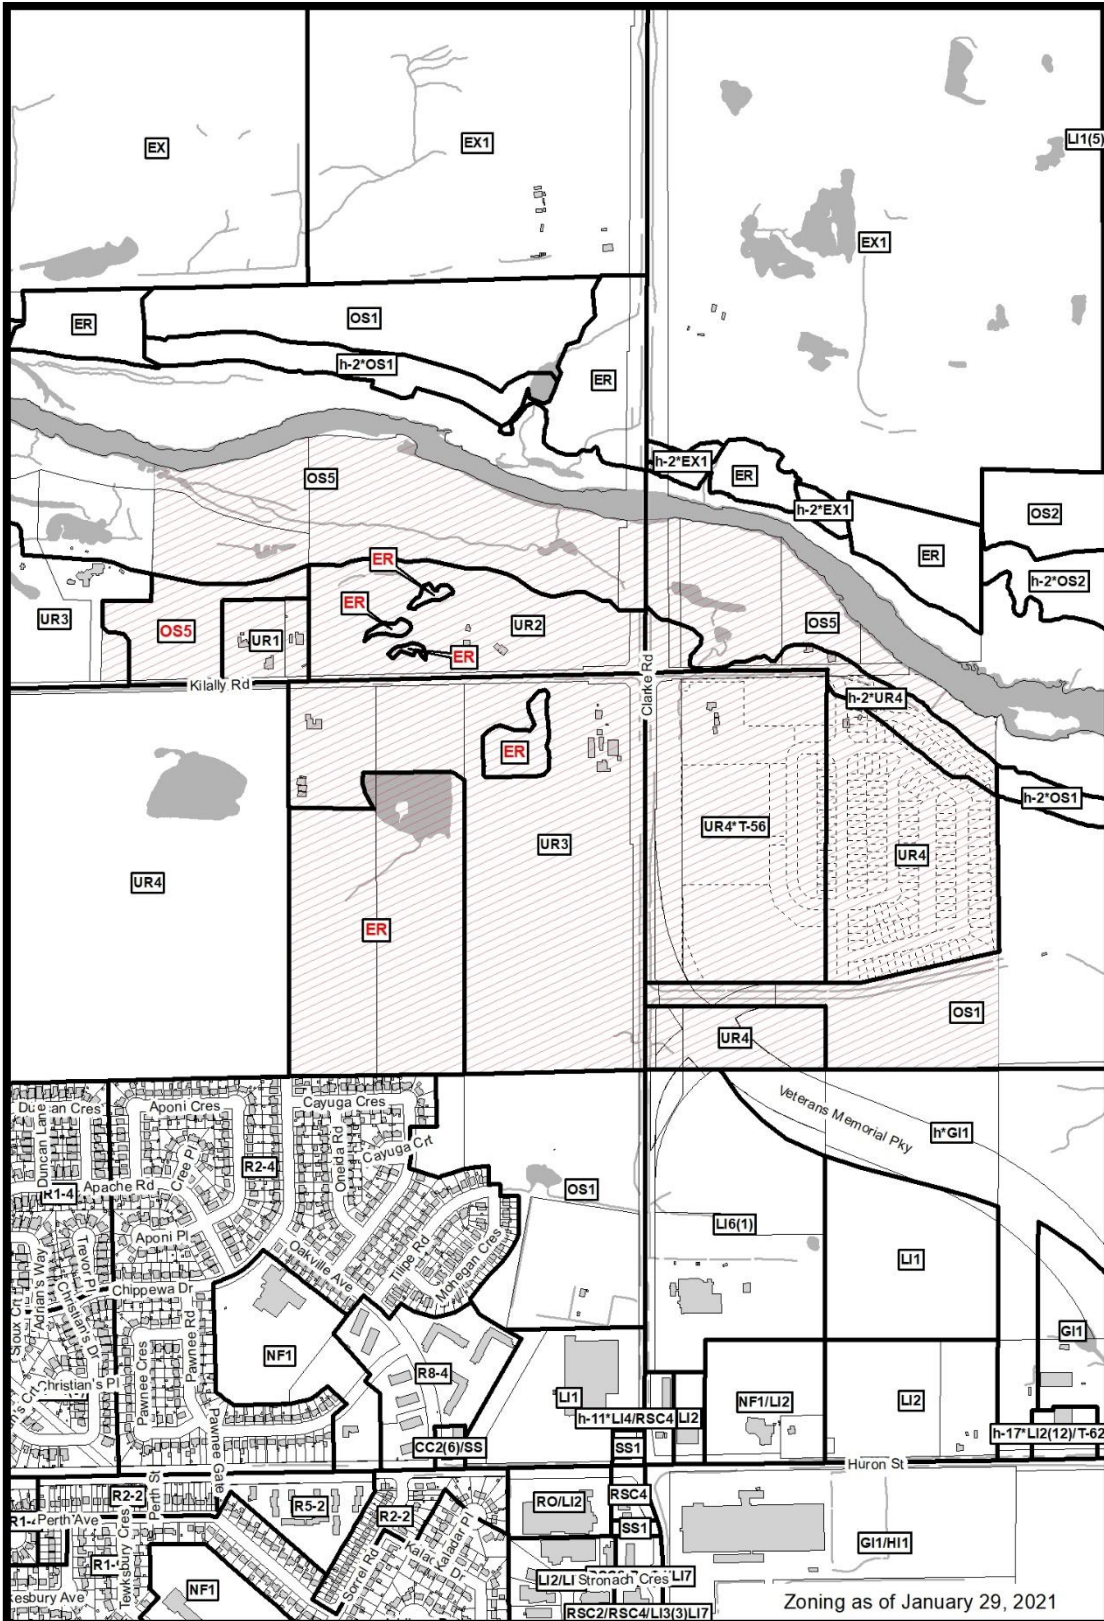 EX
EX1
LI1(5)
EX1
ER
OS1
h-2*OS1
ER
h-2*EX1
ER
h-2*EX1
OS5
OS2
ER
h-2*OS2
ER
ER
UR3
OS5
UR1
UR2
OS5
ER
Kilally Rd
Clarke Rd
h-2*UR4
ER
h-2*OS1
UR4*T-56
UR3
UR4
UR4
ER
OS1
UR4
Veterans Memorial Pky
h*GI1
Duncan Cres
Duncan Lane
Aponi Cres
Cayuga Cres
Oneida Rd
Cayuga Crt
Cree Pl
R2-4
Apache Rd
R1-4
OS1
LI6(1)
LI1
Aponi Pl
Trevor Pl
Adrian's Way
Sioux Crt
Oakville Ave
Tilipe Rd
Mohegan Cres
Chippewa Dr
Christian's Dr
Pawnee Rd
Pawnee Cres
GI1
NF1
R8-4
Christian's Pl
LI1
NF1/LI2
LI2
h-11*LI4/RSC4
LI2
Pawnee Gate
CC2(6)/SS
SS1
h-17*LI2(12)/T-62
Huron St
Perth St
R2-2
R5-2
R2-2
RO/LI2
RSC4
SS1
Perth Ave
Kaladar Pl
Sorrel Rd
GI1/HI1
Tewksbury Cres
Stronach Cres
NF1
RSC2/RSC4/LI3(3)LI7
Zoning as of January 29, 2021